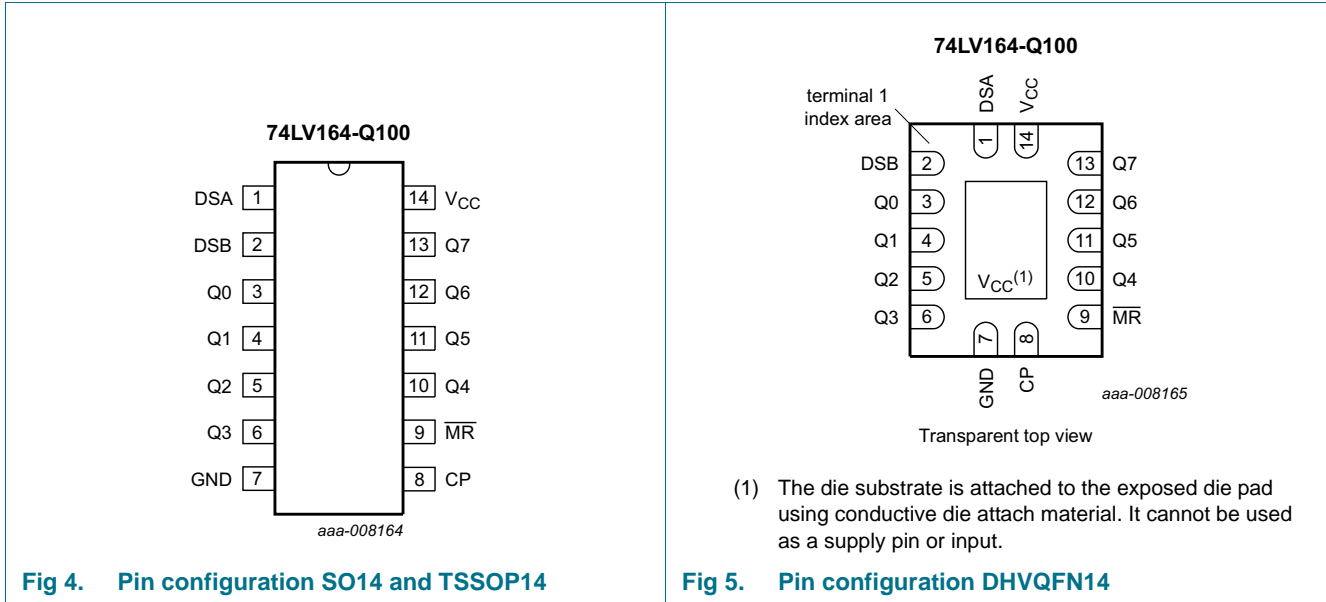 74LV164-Q100
DSA 1 14 VCC
DSB 2 13 Q7
Q0 3 12 Q6
Q1 4 11 Q5
Q2 5 10 Q4
Q3 6 9 M̅R̅
GND 7 8 CP
aaa-008164
Fig 4. Pin configuration SO14 and TSSOP14
74LV164-Q100
terminal 1
index area
DSA VCC
1 14
DSB 2 13 Q7
Q0 3 12 Q6
Q1 4 11 Q5
Q2 5 VCC(1) 10 Q4
Q3 6 9 M̅R̅
7 8
GND CP
aaa-008165
Transparent top view
(1) The die substrate is attached to the exposed die pad
using conductive die attach material. It cannot be used
as a supply pin or input.
Fig 5. Pin configuration DHVQFN14